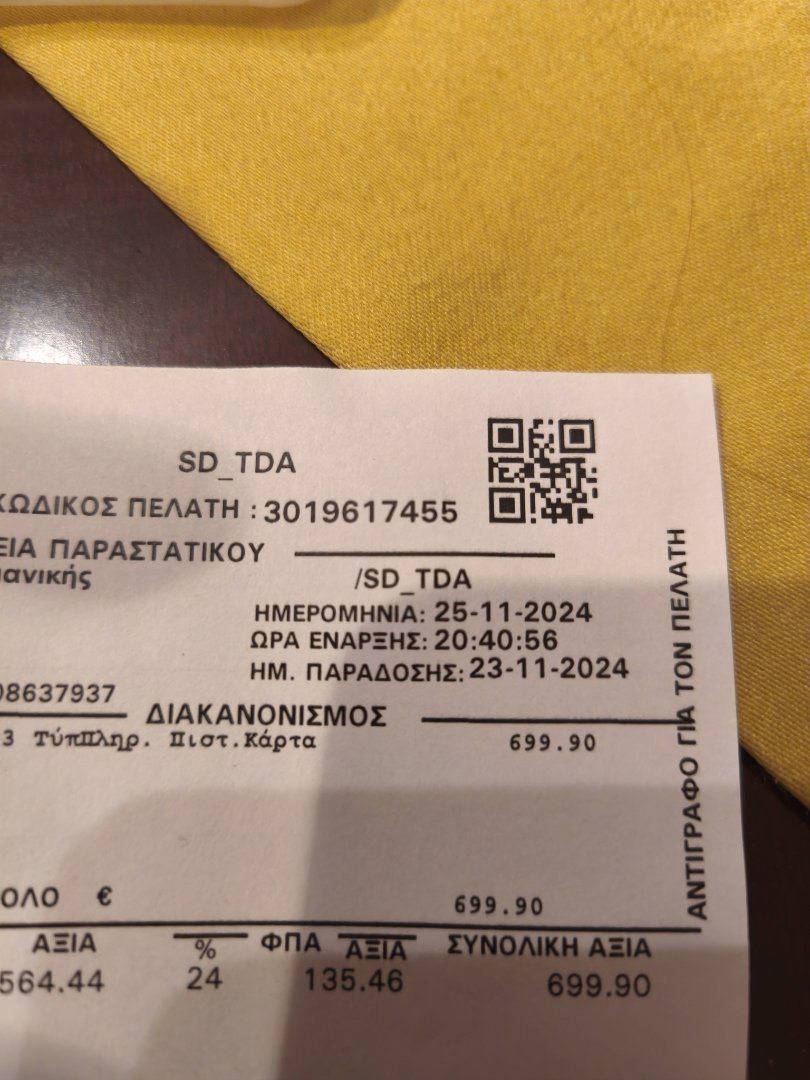 SD_TDA
ΚΩΔΙΚΟΣ ΠΕΛΑΤΗ : 3019617455
ΕΙΑ ΠΑΡΑΣΤΑΤΙΚΟΥ
ανικής
/SD_TDA
ΗΜΕΡΟΜΗΝΙΑ: 25-11-2024
ΩΡΑ ΕΝΑΡΞΗΣ: 20:40:56
ΗΜ. ΠΑΡΑΔΟΣΗΣ: 23-11-2024
08637937
ΔΙΑΚΑΝΟΝΙΣΜΟΣ
3 ΤύπΠληρ. Πιστ.Κάρτα 699.90
ΟΛΟ € 699.90
ΑΞΙΑ % ΦΠΑ ΑΞΙΑ ΣΥΝΟΛΙΚΗ ΑΞΙΑ
564.44 24 135.46 699.90
ΑΝΤΙΓΡΑΦΟ ΓΙΑ ΤΟΝ ΠΕΛΑΤΗ